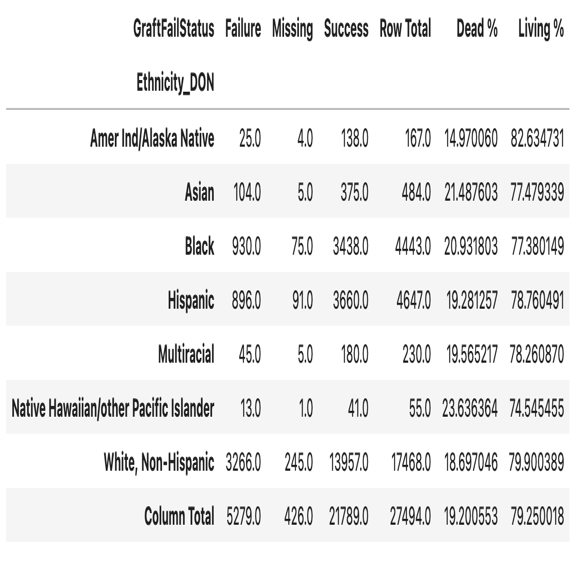 GraftFailStatus Failure Missing Success Row Total Dead % Living %
Ethnicity_DON
Amer Ind/Alaska Native 25.0 4.0 138.0 167.0 14.970060 82.634731
Asian 104.0 5.0 375.0 484.0 21.487603 77.479339
Black 930.0 75.0 3438.0 4443.0 20.931803 77.380149
Hispanic 896.0 91.0 3660.0 4647.0 19.281257 78.760491
Multiracial 45.0 5.0 180.0 230.0 19.565217 78.260870
Native Hawaiian/other Pacific Islander 13.0 1.0 41.0 55.0 23.636364 74.545455
White, Non-Hispanic 3266.0 245.0 13957.0 17468.0 18.697046 79.900389
Column Total 5279.0 426.0 21789.0 27494.0 19.200553 79.250018